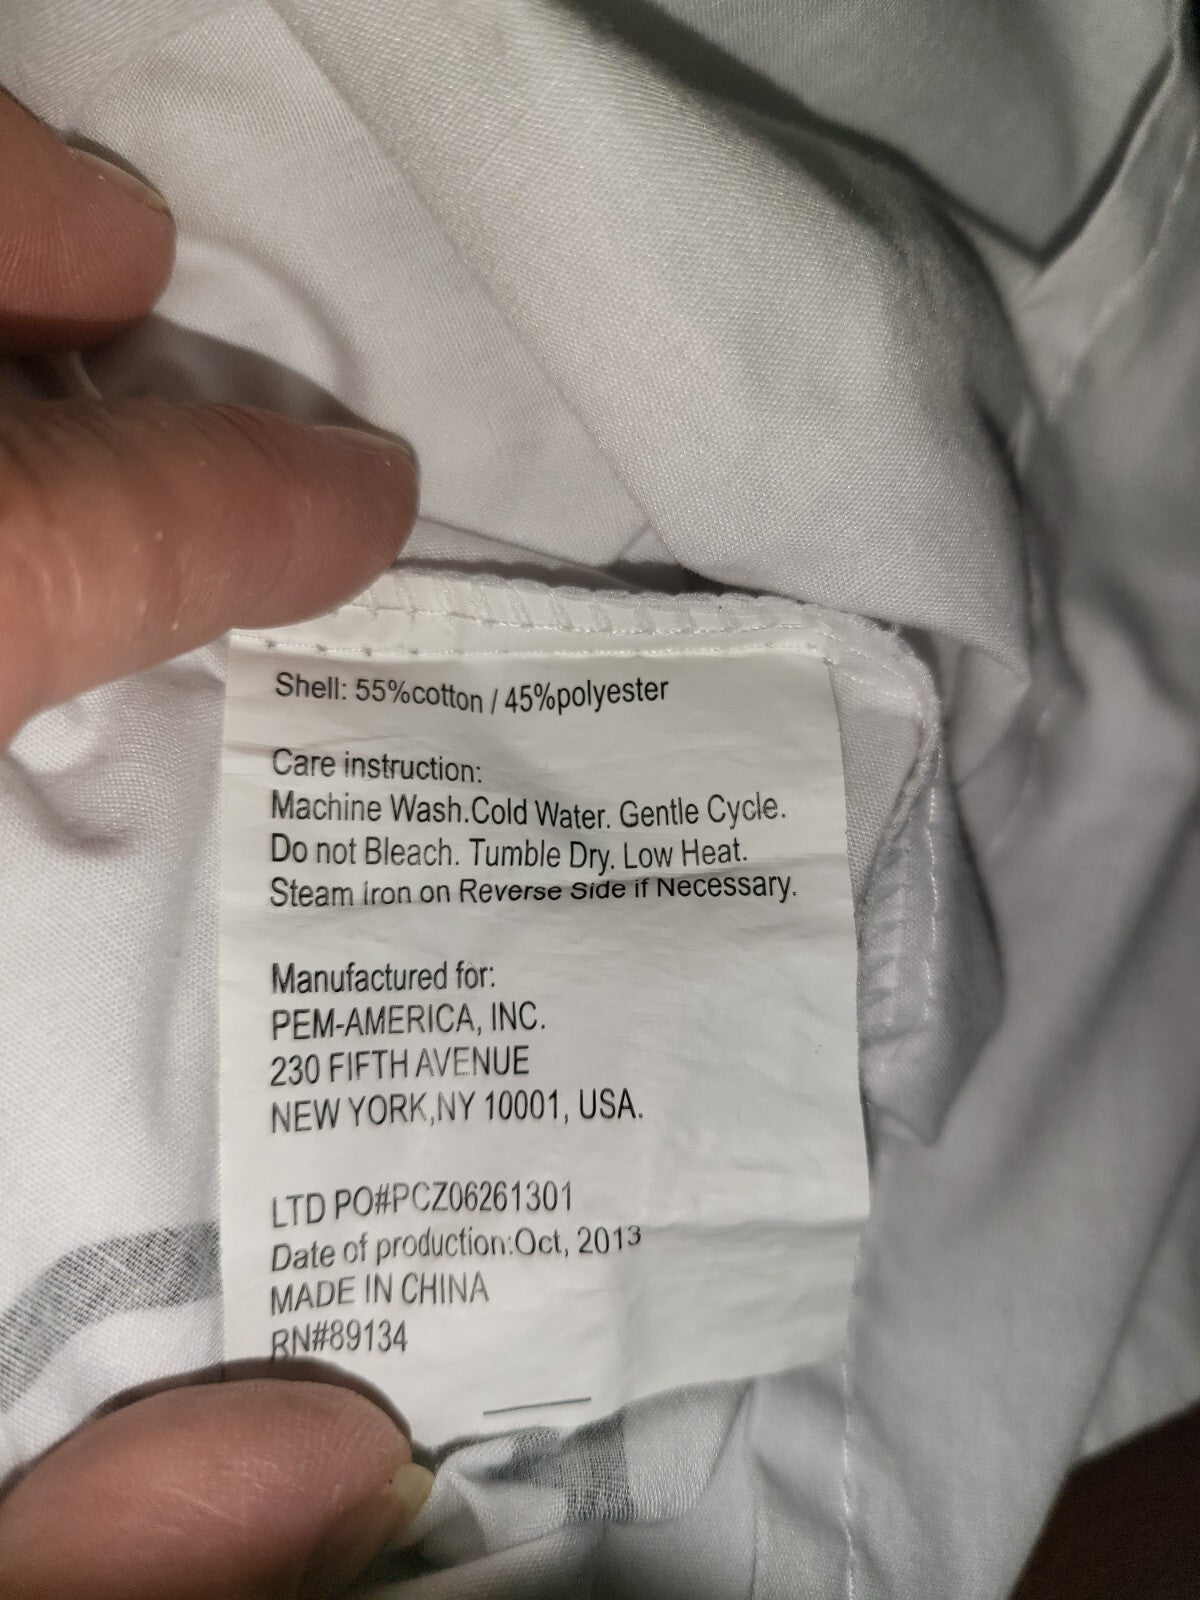 Shell: 55%cotton / 45%polyester
Care instruction:
Machine Wash.Cold Water. Gentle Cycle.
Do not Bleach. Tumble Dry. Low Heat.
Steam Iron on Reverse Side if Necessary.
Manufactured for:
PEM-AMERICA, INC.
230 FIFTH AVENUE
NEW YORK,NY 10001, USA.
LTD PO#PCZ06261301
Date of production:Oct, 2013
MADE IN CHINA
RN#89134